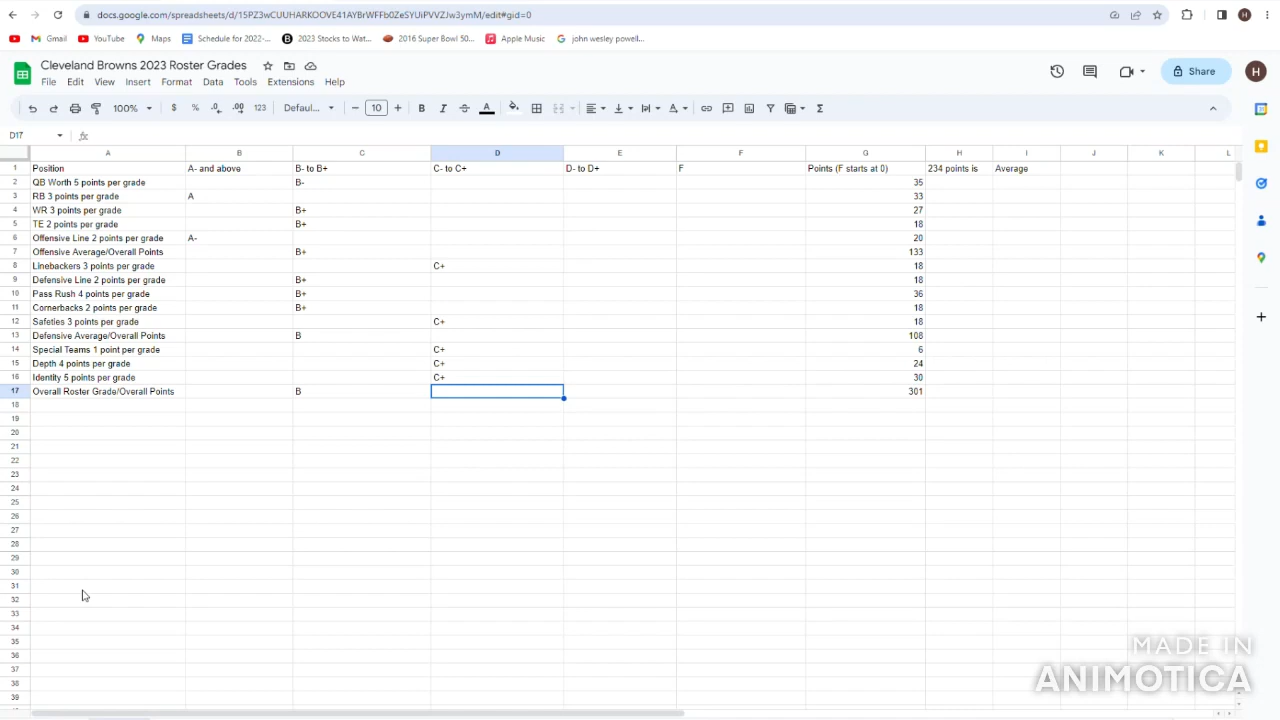 docs.google.com/spreadsheets/d/15PZ3wCUUHARKOOVE41AYBrWFFb0ZeSYUiPVVZJw3ymM/edit#gid=0
Gmail YouTube Maps Schedule for 2022-... 2023 Stocks to Wat... 2016 Super Bowl 50... Apple Music john wesley powell...
Cleveland Browns 2023 Roster Grades
File Edit View Insert Format Data Tools Extensions Help
Share
H
100% $ % .0 .00 123 Defaul... 10 B I A
D17 fx
A B C D E F G H I J K L
1 Position A- and above B- to B+ C- to C+ D- to D+ F Points (F starts at 0) 234 points is Average
2 QB Worth 5 points per grade B- 35
3 RB 3 points per grade A 33
4 WR 3 points per grade B+ 27
5 TE 2 points per grade B+ 18
6 Offensive Line 2 points per grade A- 20
7 Offensive Average/Overall Points B+ 133
8 Linebackers 3 points per grade C+ 18
9 Defensive Line 2 points per grade B+ 18
10 Pass Rush 4 points per grade B+ 36
11 Cornerbacks 2 points per grade B+ 18
12 Safeties 3 points per grade C+ 18
13 Defensive Average/Overall Points B 108
14 Special Teams 1 point per grade C+ 6
15 Depth 4 points per grade C+ 24
16 Identity 5 points per grade C+ 30
17 Overall Roster Grade/Overall Points B 301
18
19
20
21
22
23
24
25
26
27
28
29
30
31
32
33
34
35
36
37
38
39
MADE IN
ANIMOTICA